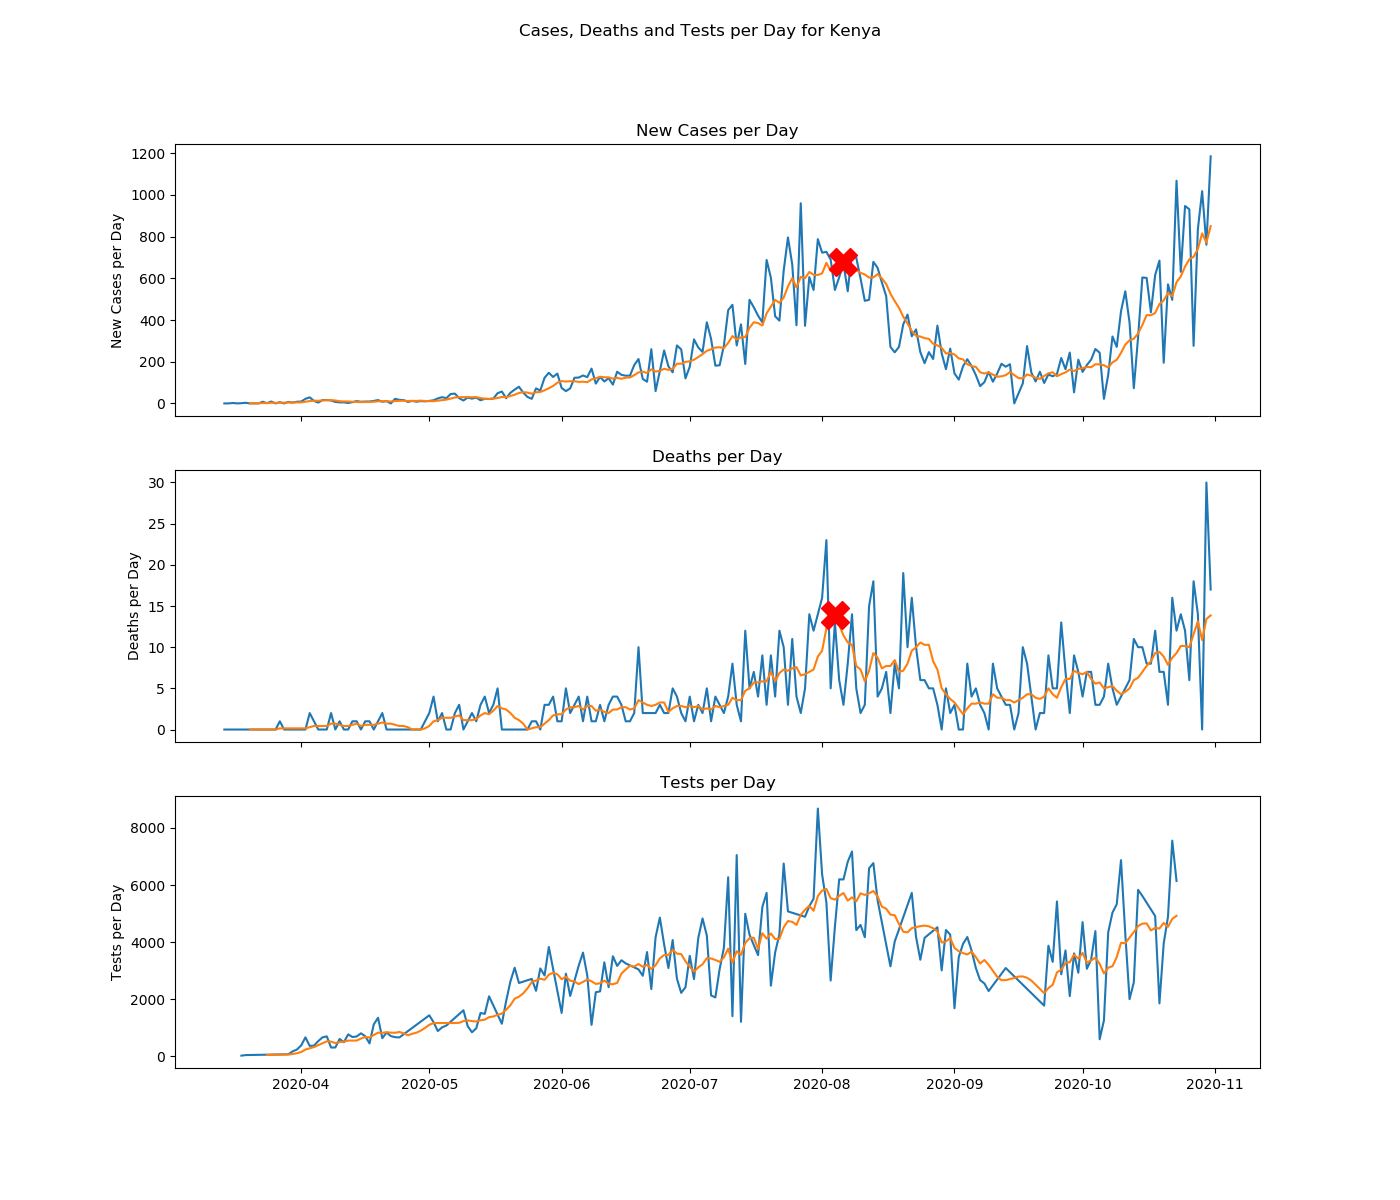 Cases, Deaths and Tests per Day for Kenya
New Cases per Day
1200
1000
800
600
400
200
0
New Cases per Day
Deaths per Day
30
25
20
15
10
5
0
Deaths per Day
Tests per Day
8000
6000
4000
2000
0
Tests per Day
2020-04 2020-05 2020-06 2020-07 2020-08 2020-09 2020-10 2020-11